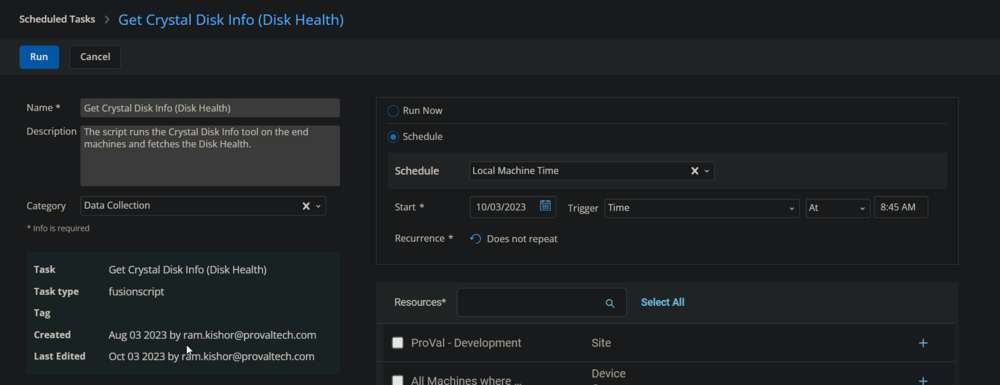 Scheduled Tasks > Get Crystal Disk Info (Disk Health)
Run Cancel
Name * Get Crystal Disk Info (Disk Health)
Description The script runs the Crystal Disk Info tool on the end
machines and fetches the Disk Health.
Category Data Collection
* Info is required
Task Get Crystal Disk Info (Disk Health)
Task type fusionscript
Tag
Created Aug 03 2023 by ram.kishor@provaltech.com
Last Edited Oct 03 2023 by ram.kishor@provaltech.com
Run Now
Schedule
Schedule Local Machine Time
Start * 10/03/2023 Trigger Time At 8:45 AM
Recurrence * Does not repeat
Resources* Select All
ProVal - Development Site
All Machines where ... Device